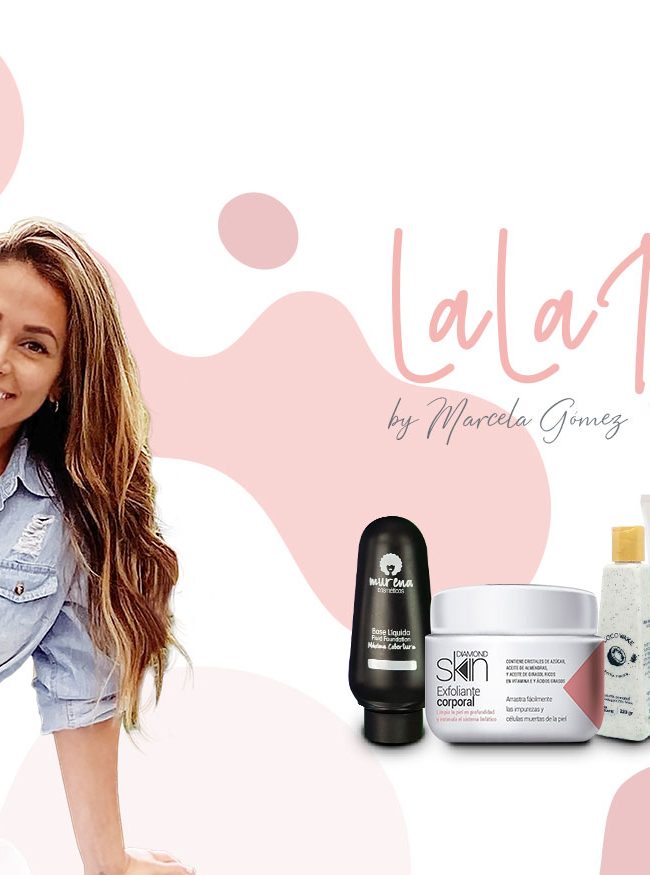 LaLa
by Marcela Gómez
murena
cosméticos
Base Líquida
Fluid Foundation
Máxima Cobertura
DIAMOND
SKIN
Exfoliante
corporal
Limpia tu piel en profundidad
y estimula el sistema linfático
CONTIENE CRISTALES DE AZÚCAR,
ACEITE DE ALMENDRAS,
Y ACEITE DE GIRASOL RICOS
EN VITAMINA E Y ÁCIDOS GRASOS
Arrastra fácilmente
las impurezas y
células muertas de la piel